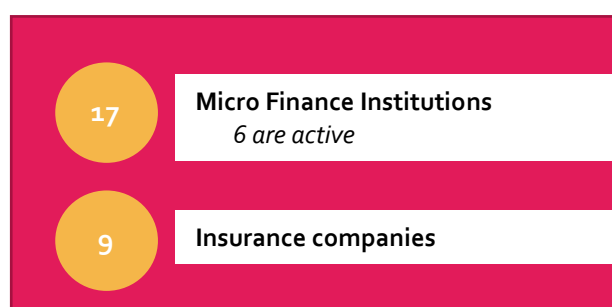 17
Micro Finance Institutions
6 are active
9
Insurance companies